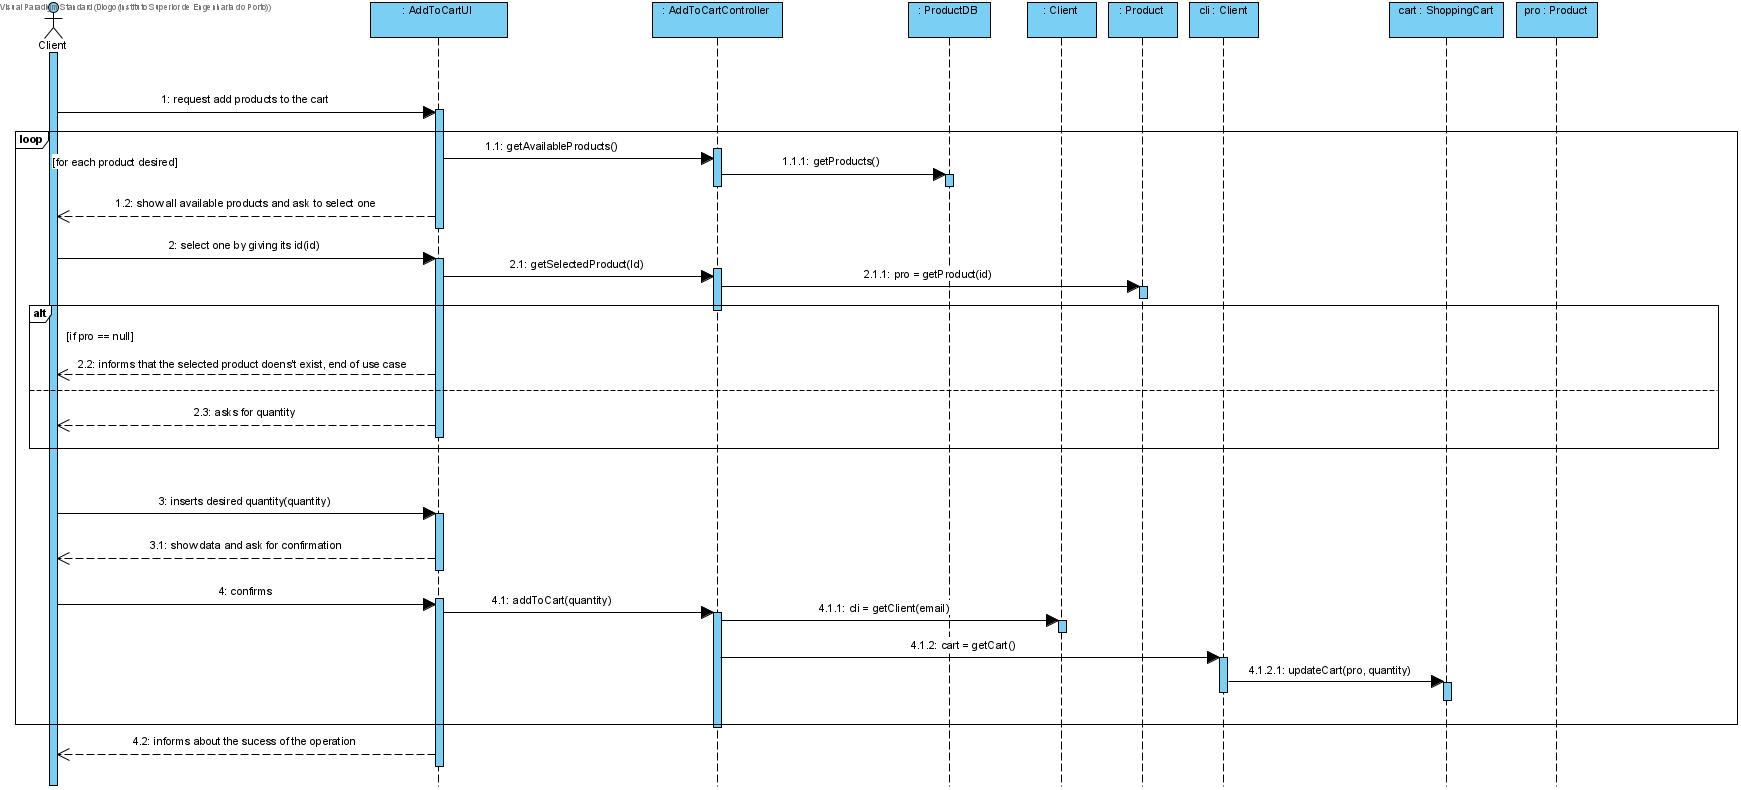 Visual Paradigm Standard (Diogo (Instituto Superior de Engenharia do Porto))
Client
: AddToCartUI
: AddToCartController
: ProductDB
: Client
: Product
cli : Client
cart : ShoppingCart
pro : Product
1: request add products to the cart
loop
[for each product desired]
1.1: getAvailableProducts()
1.1.1: getProducts()
1.2: show all available products and ask to select one
2: select one by giving its id(id)
2.1: getSelectedProduct(Id)
2.1.1: pro = getProduct(id)
alt
[if pro == null]
2.2: informs that the selected product doens't exist, end of use case
2.3: asks for quantity
3: inserts desired quantity(quantity)
3.1: show data and ask for confirmation
4: confirms
4.1: addToCart(quantity)
4.1.1: cli = getClient(email)
4.1.2: cart = getCart()
4.1.2.1: updateCart(pro, quantity)
4.2: informs about the sucess of the operation